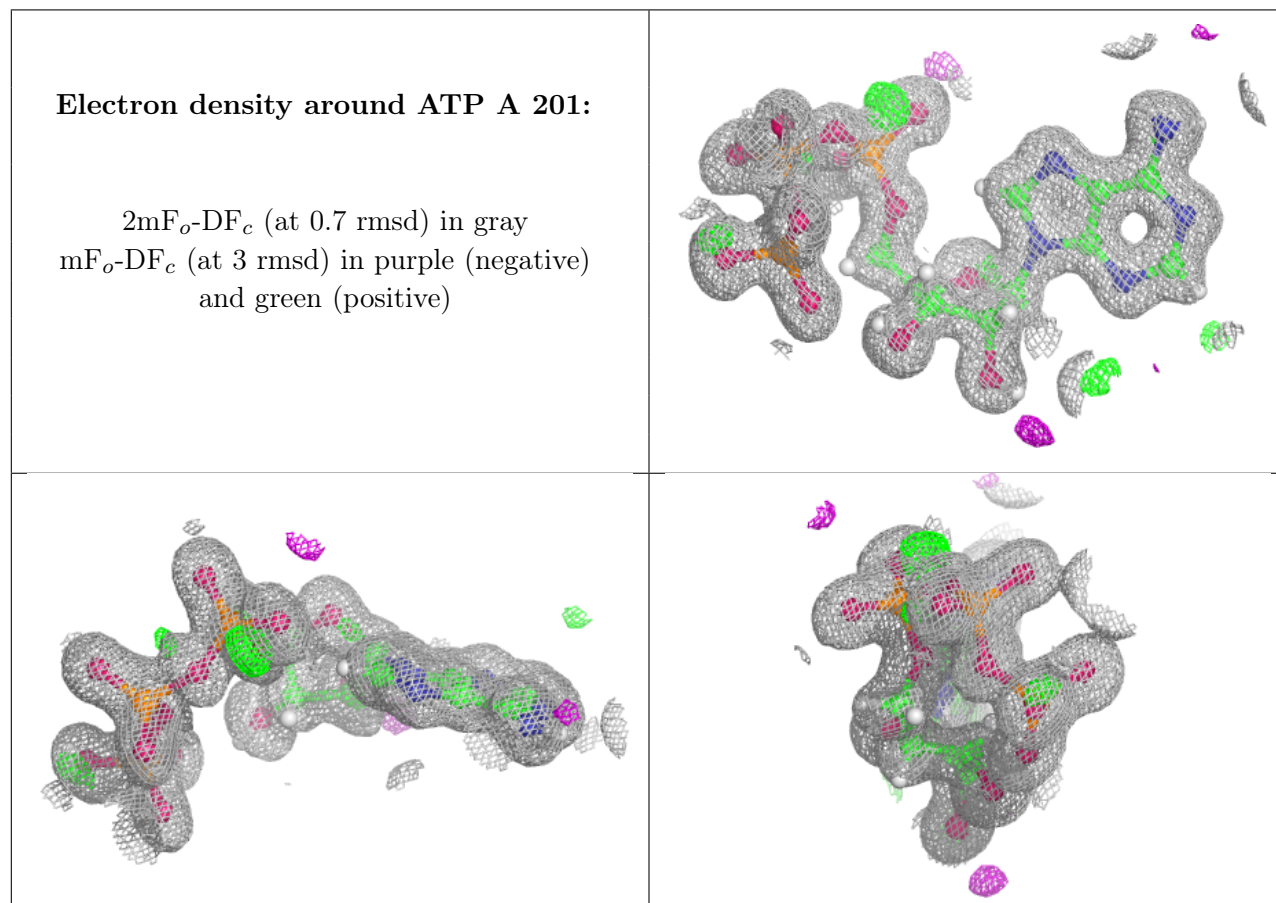 Electron density around ATP A 201:
2mFo-DFc (at 0.7 rmsd) in gray
mFo-DFc (at 3 rmsd) in purple (negative)
and green (positive)